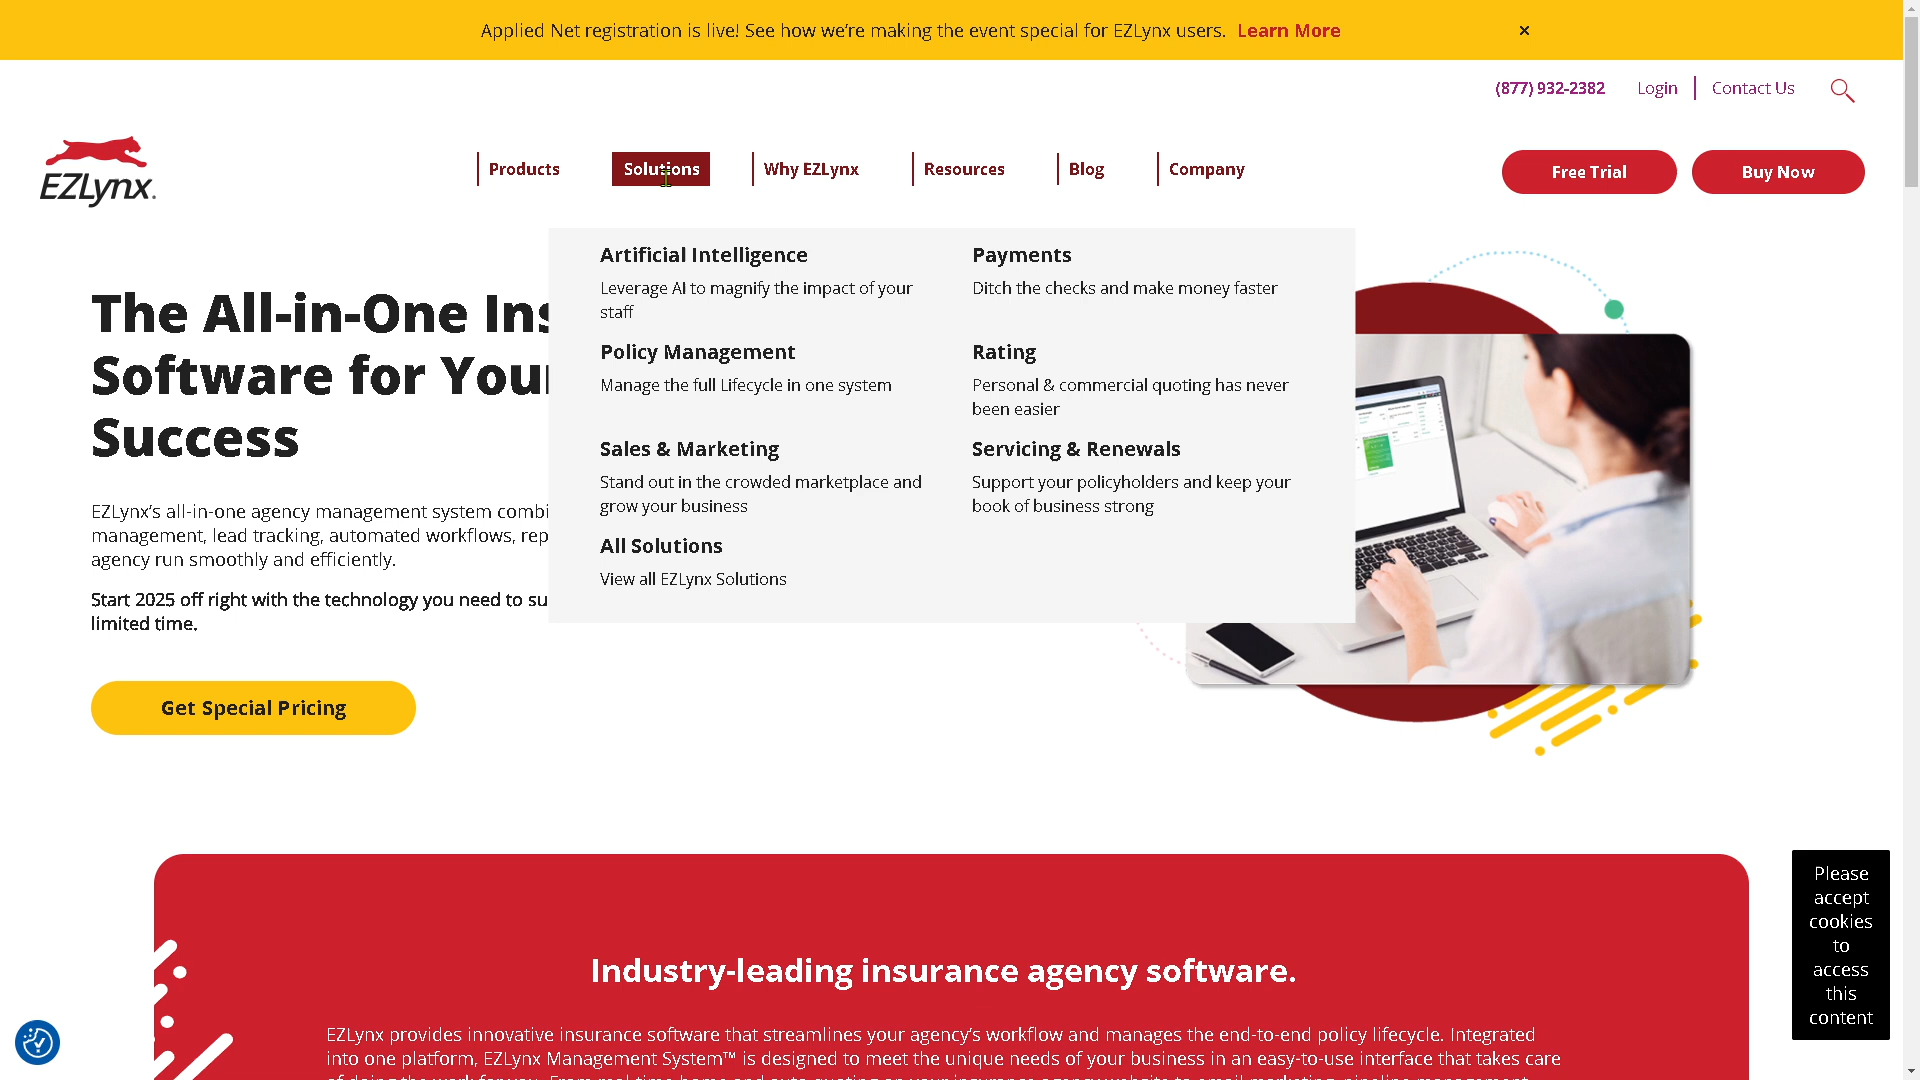 Applied Net registration is live! See how we're making the event special for EZLynx users. Learn More ×
(877) 932-2382 Login Contact Us
EZLynx.
Products Solutions Why EZLynx Resources Blog Company
Free Trial Buy Now
Artificial Intelligence
Leverage AI to magnify the impact of your
staff
Payments
Ditch the checks and make money faster
Policy Management
Manage the full Lifecycle in one system
Rating
Personal & commercial quoting has never
been easier
Sales & Marketing
Stand out in the crowded marketplace and
grow your business
Servicing & Renewals
Support your policyholders and keep your
book of business strong
All Solutions
View all EZLynx Solutions
The All-in-One Ins
Software for You
Success
EZLynx's all-in-one agency management system combi
management, lead tracking, automated workflows, rep
agency run smoothly and efficiently.
Start 2025 off right with the technology you need to su
limited time.
Get Special Pricing
Industry-leading insurance agency software.
EZLynx provides innovative insurance software that streamlines your agency's workflow and manages the end-to-end policy lifecycle. Integrated
into one platform, EZLynx Management System™ is designed to meet the unique needs of your business in an easy-to-use interface that takes care
Please
accept
cookies
to
access
this
content